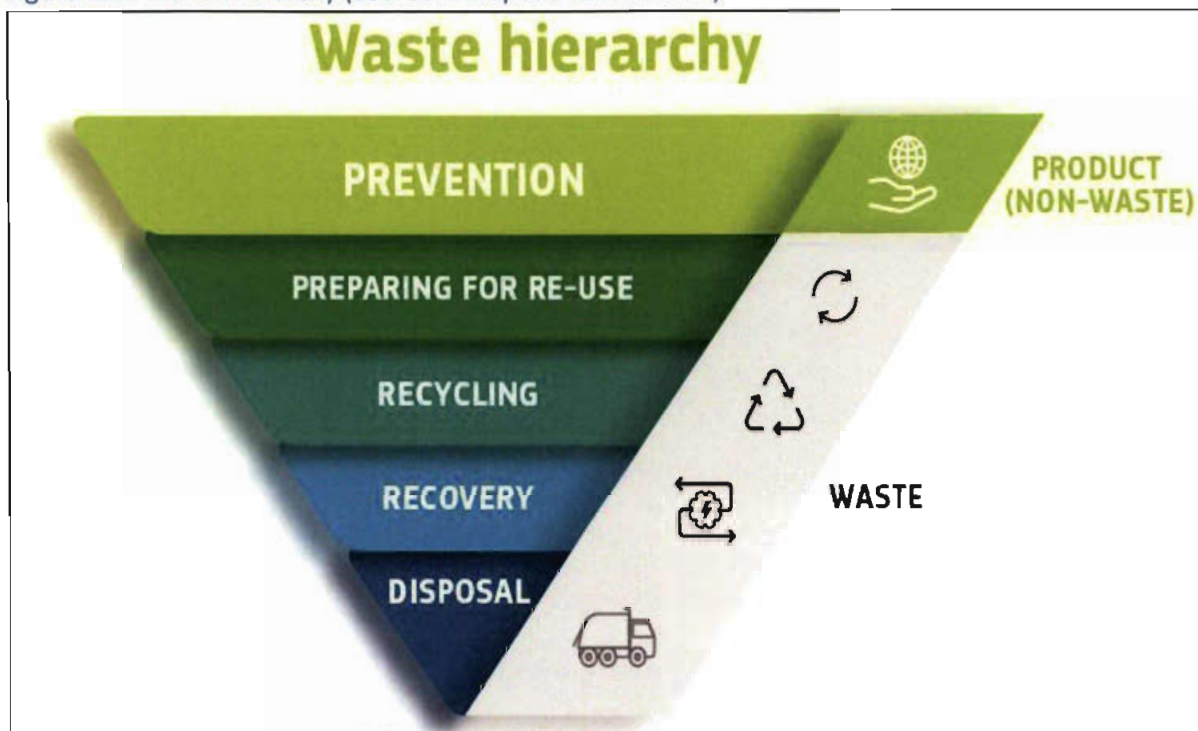 Waste hierarchy
PREVENTION
PRODUCT
(NON-WASTE)
PREPARING FOR RE-USE
RECYCLING
RECOVERY
WASTE
DISPOSAL